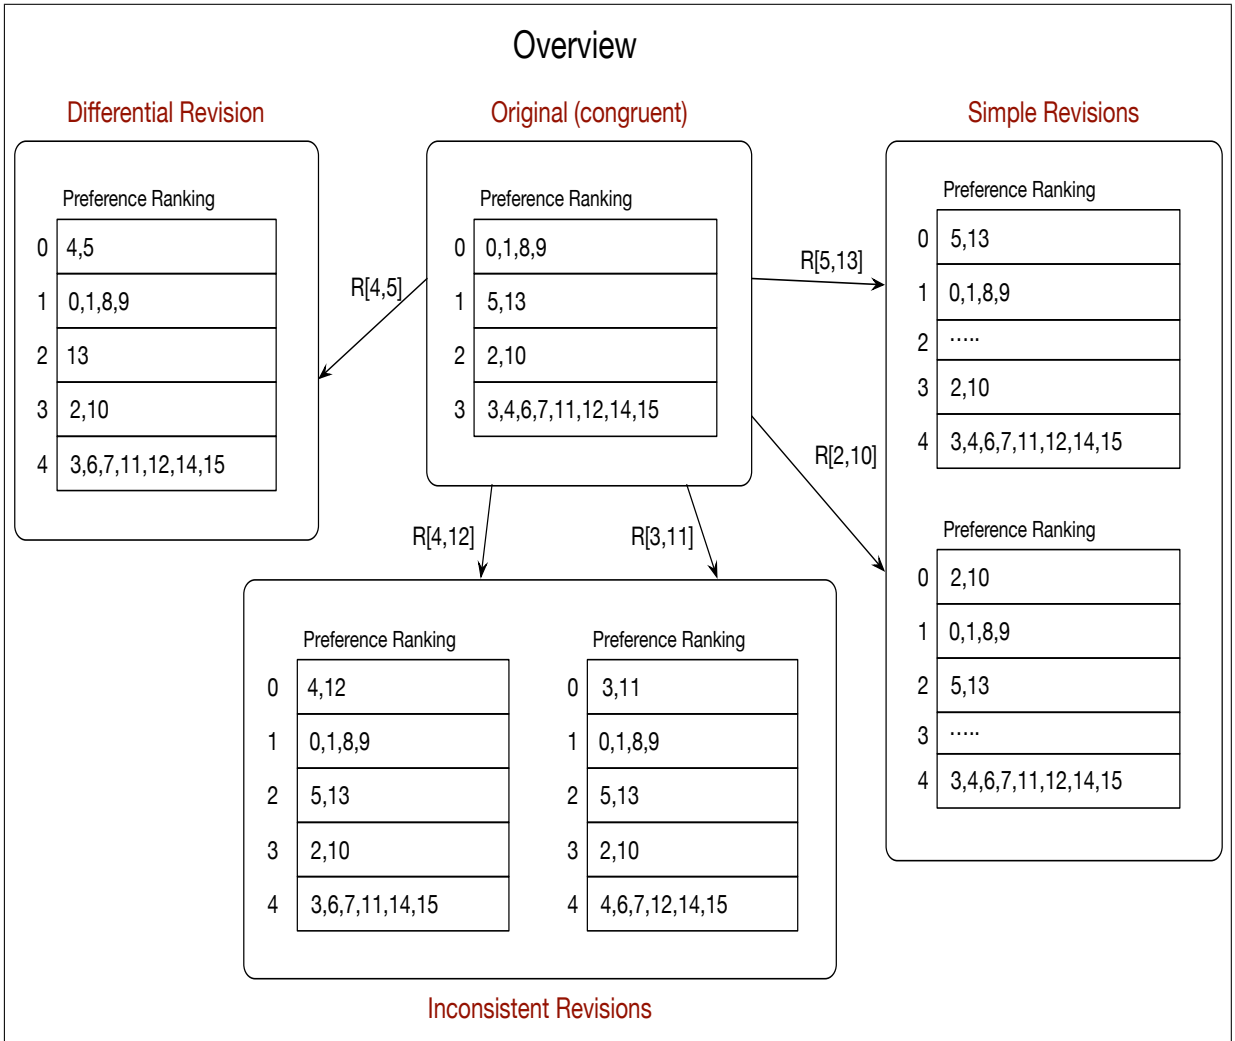 Overview
Differential Revision
Preference Ranking
0 4,5
1 0,1,8,9
2 13
3 2,10
4 3,6,7,11,12,14,15
R[4,5]
Original (congruent)
Preference Ranking
0 0,1,8,9
1 5,13
2 2,10
3 3,4,6,7,11,12,14,15
R[5,13]
R[2,10]
R[4,12]
R[3,11]
Simple Revisions
Preference Ranking
0 5,13
1 0,1,8,9
2 .....
3 2,10
4 3,4,6,7,11,12,14,15
Preference Ranking
0 2,10
1 0,1,8,9
2 5,13
3 .....
4 3,4,6,7,11,12,14,15
Preference Ranking
0 4,12
1 0,1,8,9
2 5,13
3 2,10
4 3,6,7,11,14,15
Preference Ranking
0 3,11
1 0,1,8,9
2 5,13
3 2,10
4 4,6,7,12,14,15
Inconsistent Revisions